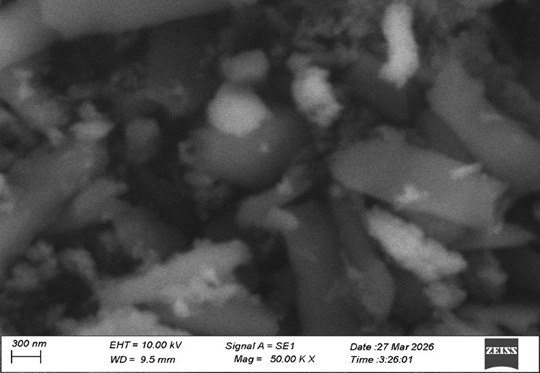 300 nm
EHT = 10.00 kV
WD = 9.5 mm
Signal A = SE1
Mag = 50.00 K X
Date :27 Mar 2026
Time :3:26:01
ZEISS